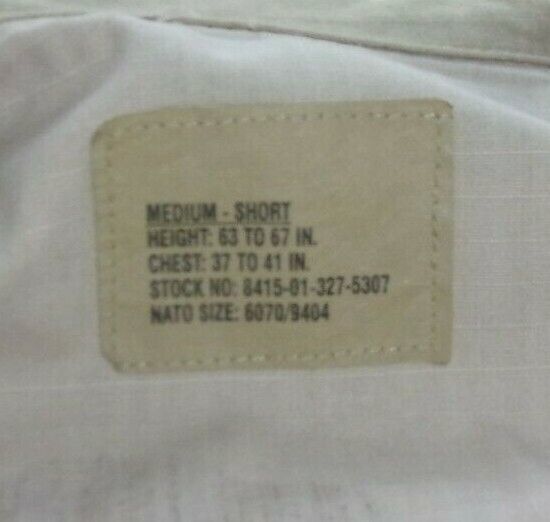 MEDIUM - SHORT
HEIGHT: 63 TO 67 IN.
CHEST: 37 TO 41 IN.
STOCK NO: 8415-01-327-5307
NATO SIZE: 6070/9404